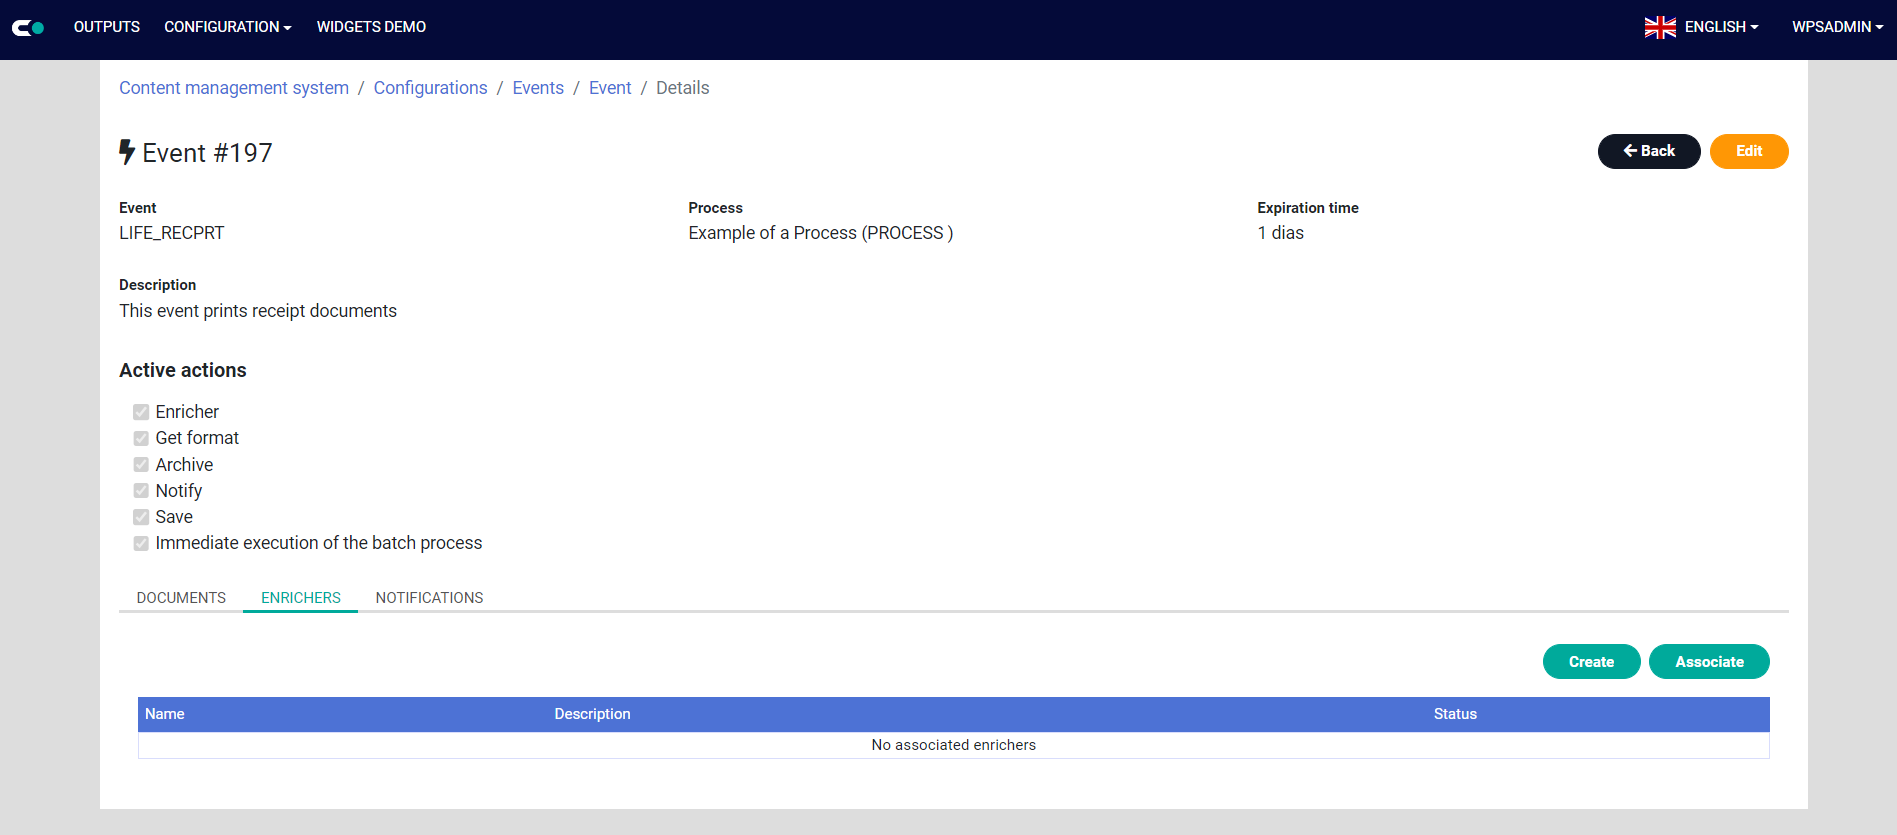 OUTPUTS CONFIGURATION WIDGETS DEMO ENGLISH WPSADMIN
Content management system / Configurations / Events / Event / Details
Event #197 Back Edit
Event Process Expiration time
LIFE_RECPRT Example of a Process (PROCESS ) 1 dias
Description
This event prints receipt documents
Active actions
Enricher
Get format
Archive
Notify
Save
Immediate execution of the batch process
DOCUMENTS ENRICHERS NOTIFICATIONS
Create Associate
Name Description Status
No associated enrichers